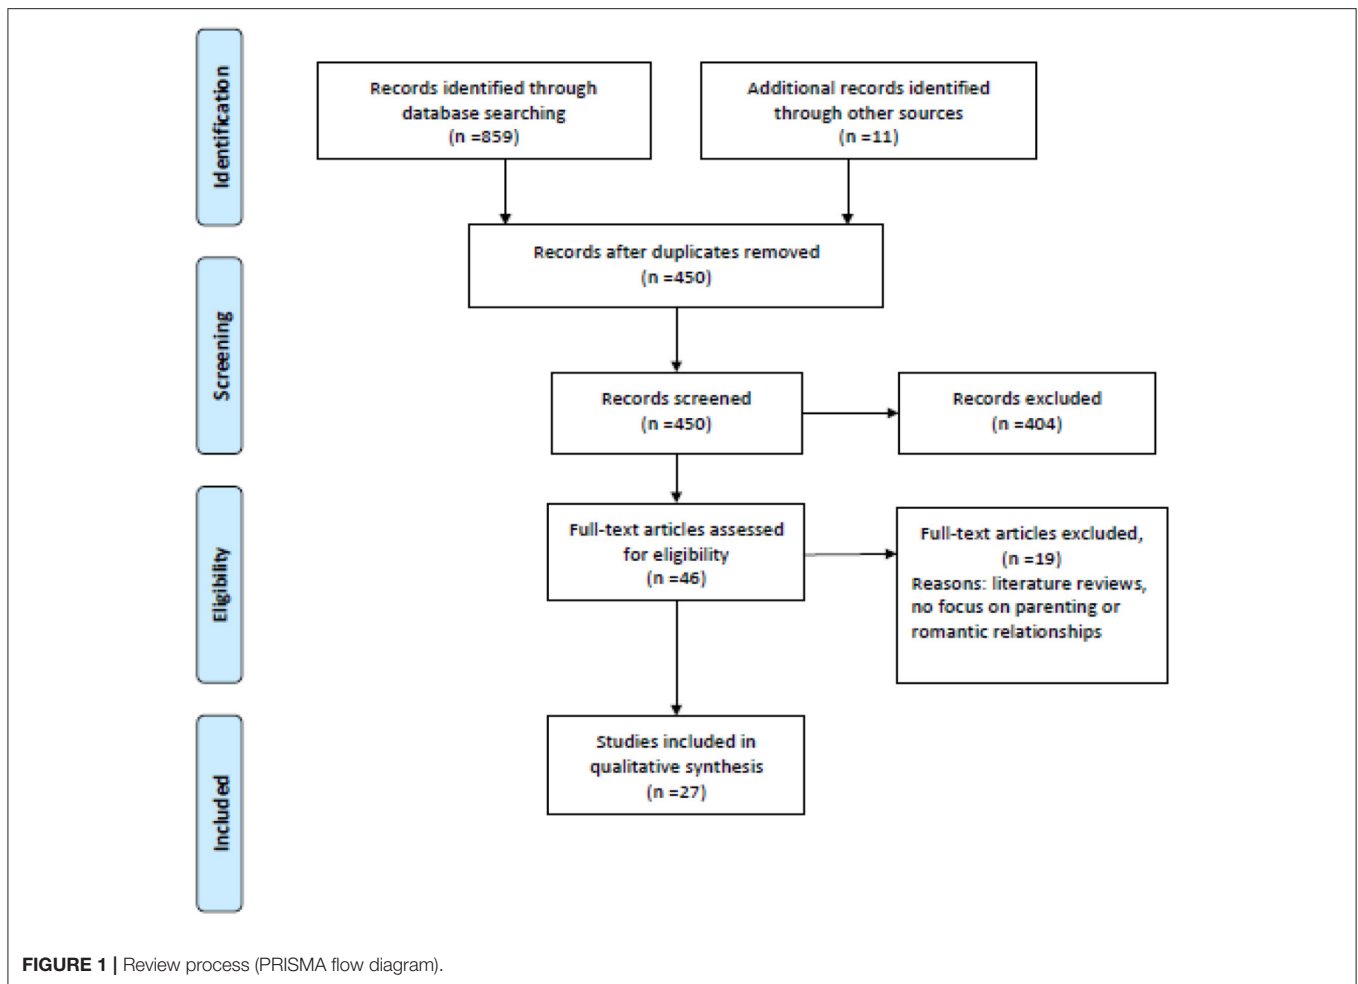 Identification
Records identified through
database searching
(n =859)
Additional records identified
through other sources
(n =11)
Records after duplicates removed
(n =450)
Screening
Records screened
(n =450)
Records excluded
(n =404)
Eligibility
Full-text articles assessed
for eligibility
(n =46)
Full-text articles excluded,
(n =19)
Reasons: literature reviews,
no focus on parenting or
romantic relationships
Included
Studies included in
qualitative synthesis
(n =27)
FIGURE 1 | Review process (PRISMA flow diagram).